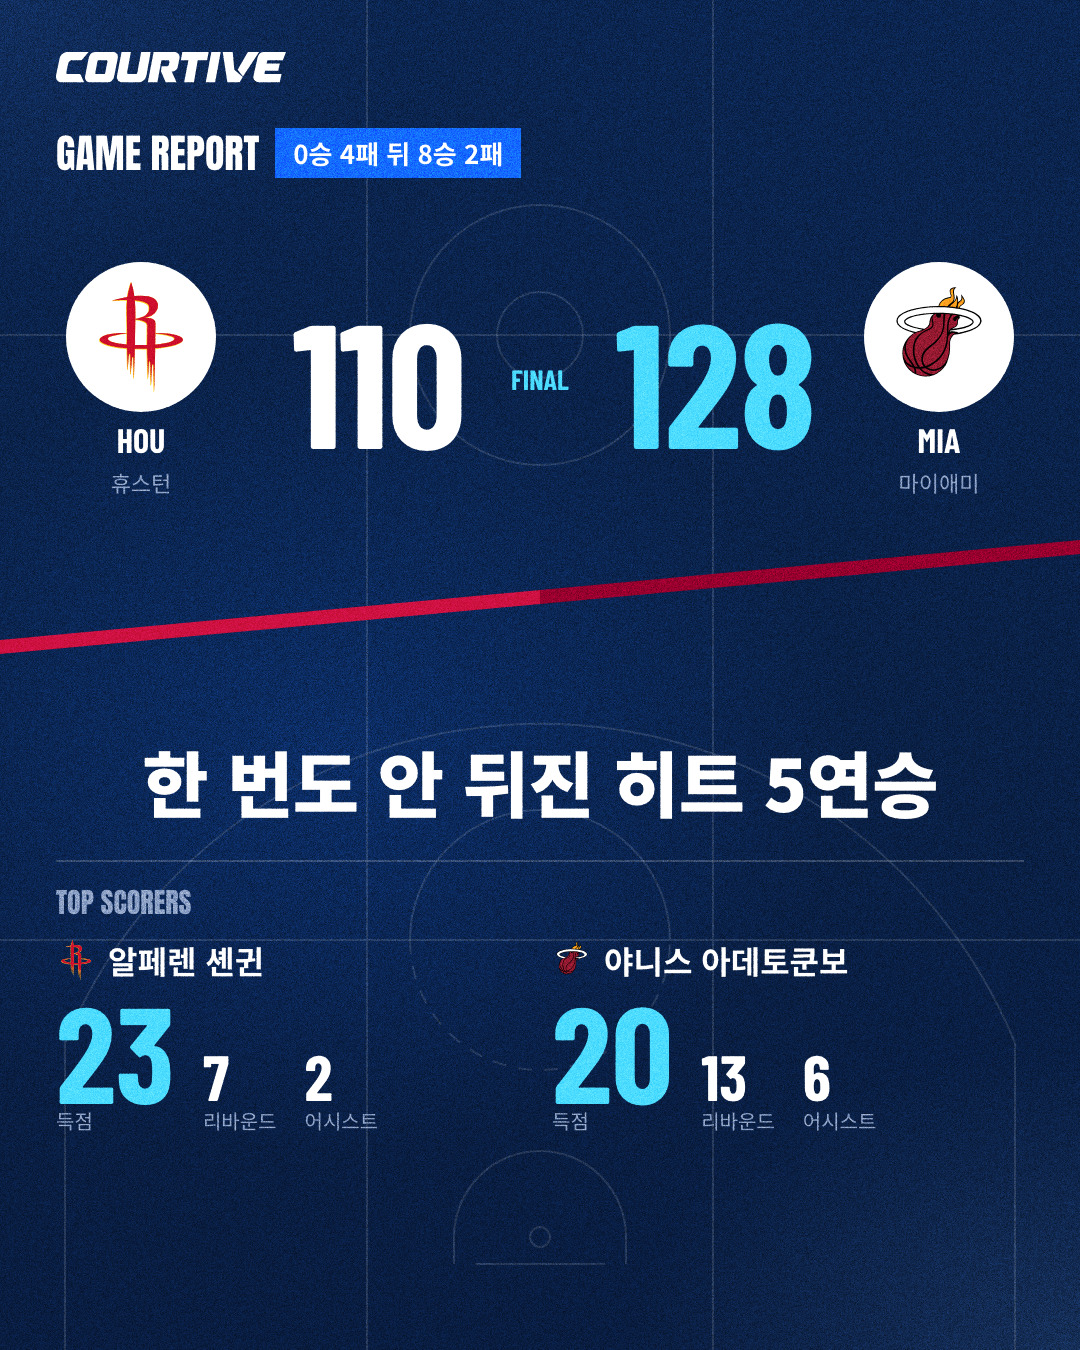 COURTIVE
GAME REPORT
0승 4패 뒤 8승 2패
110
FINAL
128
HOU
휴스턴
MIA
마이애미
한 번도 안 뒤진 히트 5연승
TOP SCORERS
알페렌 셴귄
23
득점
7
리바운드
2
어시스트
야니스 아데토쿤보
20
득점
13
리바운드
6
어시스트